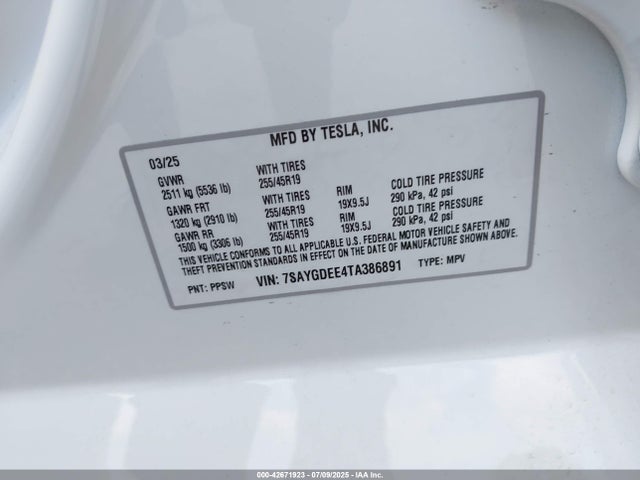 MFD BY TESLA, INC.
03/25
GVWR WITH TIRES
2511 kg (5536 lb) 255/45R19 RIM COLD TIRE PRESSURE
GAWR FRT WITH TIRES 19X9.5J 290 kPa, 42 psi
1320 kg (2910 lb) 255/45R19 RIM COLD TIRE PRESSURE
GAWR RR WITH TIRES 19X9.5J 290 kPa, 42 psi
1500 kg (3306 lb) 255/45R19
THIS VEHICLE CONFORMS TO ALL APPLICABLE U.S. FEDERAL MOTOR VEHICLE SAFETY AND
THEFT PREVENTION STANDARDS IN EFFECT ON THE DATE OF MANUFACTURE SHOWN ABOVE.
PNT: PPSW VIN: 7SAYGDEE4TA386891 TYPE: MPV
000-42671923 - 07/09/2025 - IAA Inc.